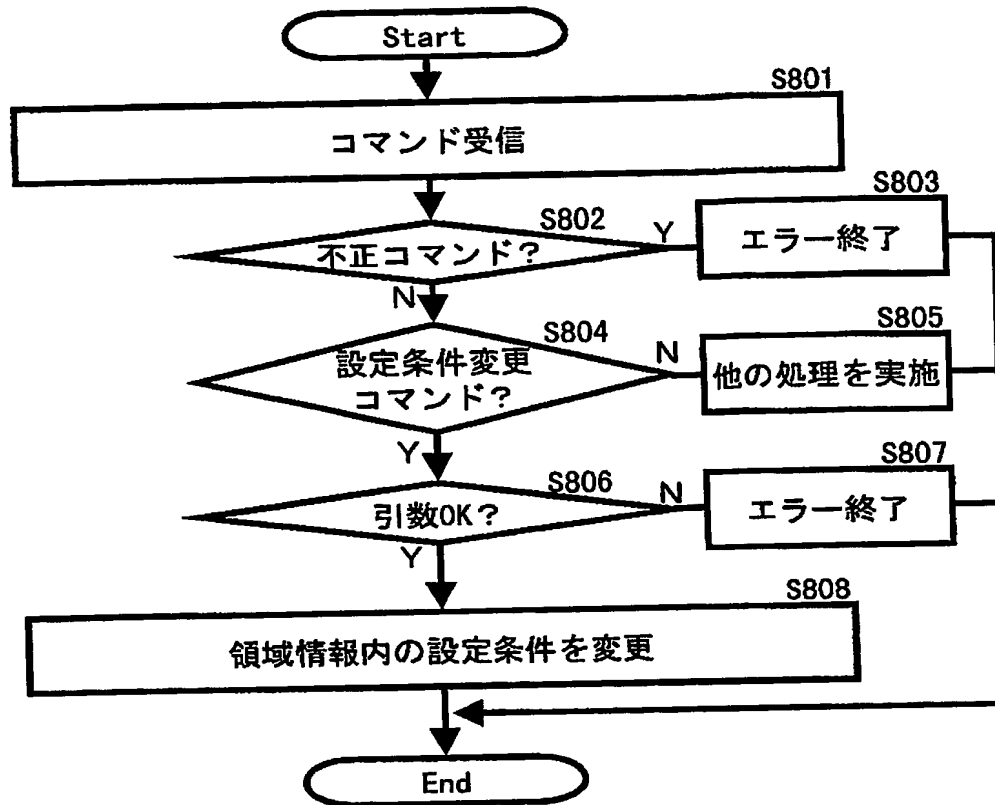 Start
S801
コマンド受信
S802
不正コマンド?
Y
S803
エラー終了
N
S804
設定条件変更
コマンド?
N
S805
他の処理を実施
Y
S806
引数OK?
N
S807
エラー終了
Y
S808
領域情報内の設定条件を変更
End